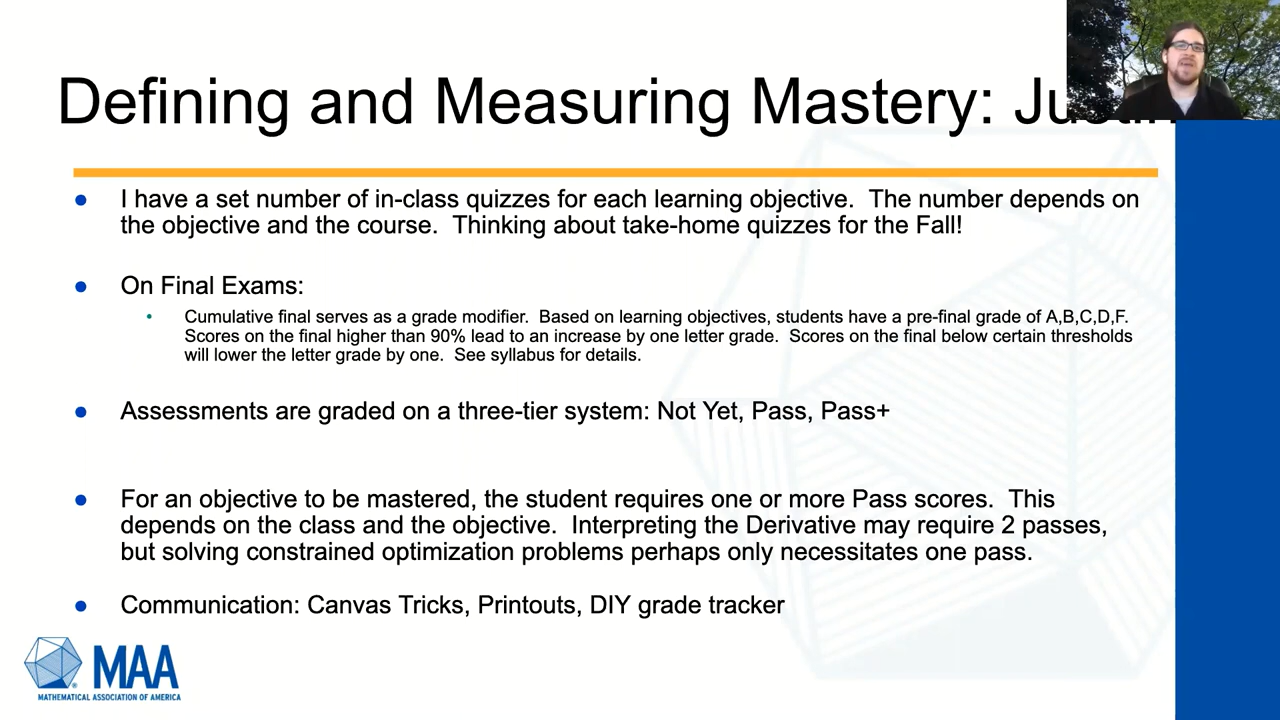 Defining and Measuring Mastery: Justin
● I have a set number of in-class quizzes for each learning objective.  The number depends on
the objective and the course.  Thinking about take-home quizzes for the Fall!
● On Final Exams:
• Cumulative final serves as a grade modifier.  Based on learning objectives, students have a pre-final grade of A,B,C,D,F.
Scores on the final higher than 90% lead to an increase by one letter grade.  Scores on the final below certain thresholds
will lower the letter grade by one.  See syllabus for details.
● Assessments are graded on a three-tier system: Not Yet, Pass, Pass+
● For an objective to be mastered, the student requires one or more Pass scores.  This
depends on the class and the objective.  Interpreting the Derivative may require 2 passes,
but solving constrained optimization problems perhaps only necessitates one pass.
● Communication: Canvas Tricks, Printouts, DIY grade tracker
MAA
MATHEMATICAL ASSOCIATION OF AMERICA